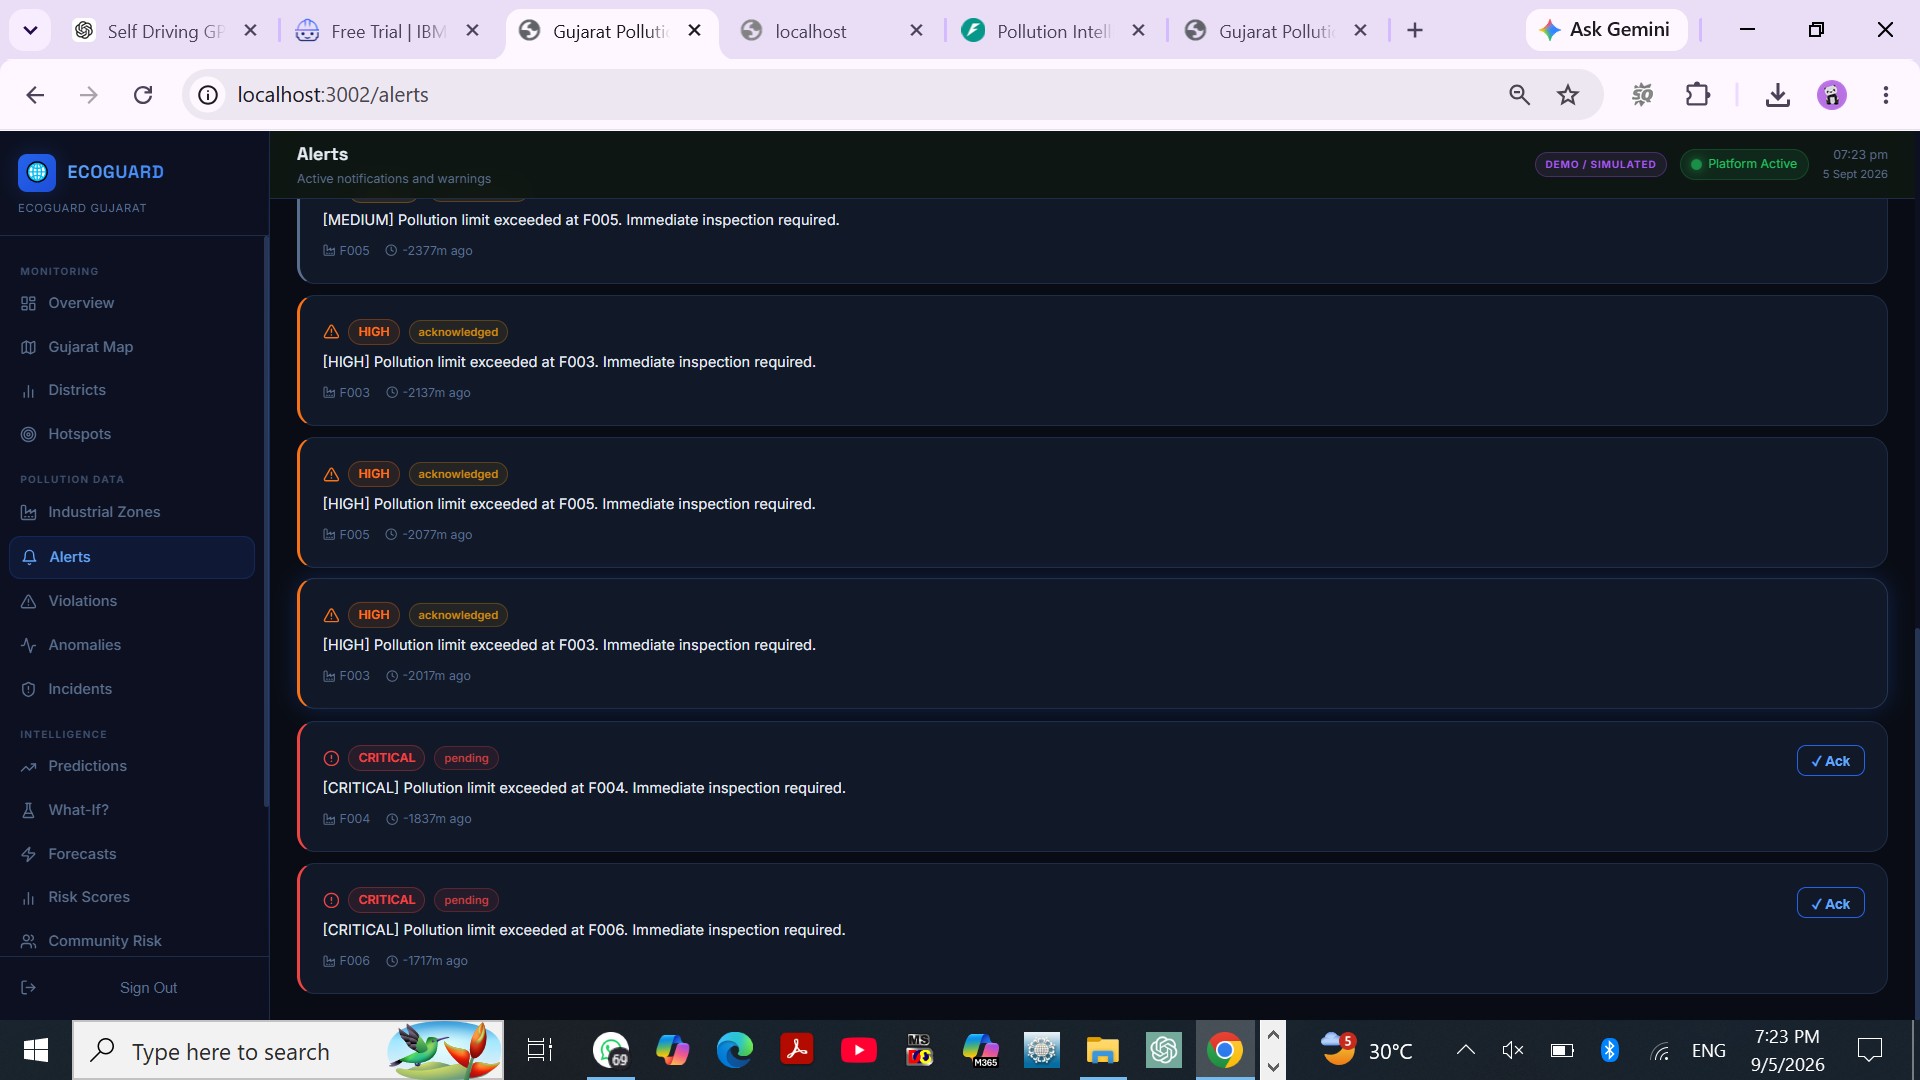 Self Driving GP
Free Trial | IBM
Gujarat Polluti
localhost
Pollution Intell
Gujarat Polluti
Ask Gemini
localhost:3002/alerts
ECOGUARD
ECOGUARD GUJARAT
MONITORING
Overview
Gujarat Map
Districts
Hotspots
POLLUTION DATA
Industrial Zones
Alerts
Violations
Anomalies
Incidents
INTELLIGENCE
Predictions
What-If?
Forecasts
Risk Scores
Community Risk
Sign Out
Alerts
Active notifications and warnings
DEMO / SIMULATED
Platform Active
07:23 pm
5 Sept 2026
[MEDIUM] Pollution limit exceeded at F005. Immediate inspection required.
F005 -2377m ago
HIGH acknowledged
[HIGH] Pollution limit exceeded at F003. Immediate inspection required.
F003 -2137m ago
HIGH acknowledged
[HIGH] Pollution limit exceeded at F005. Immediate inspection required.
F005 -2077m ago
HIGH acknowledged
[HIGH] Pollution limit exceeded at F003. Immediate inspection required.
F003 -2017m ago
CRITICAL pending
✓ Ack
[CRITICAL] Pollution limit exceeded at F004. Immediate inspection required.
F004 -1837m ago
CRITICAL pending
✓ Ack
[CRITICAL] Pollution limit exceeded at F006. Immediate inspection required.
F006 -1717m ago
Type here to search
69
MS
M365
5
30°C
ENG
7:23 PM
9/5/2026